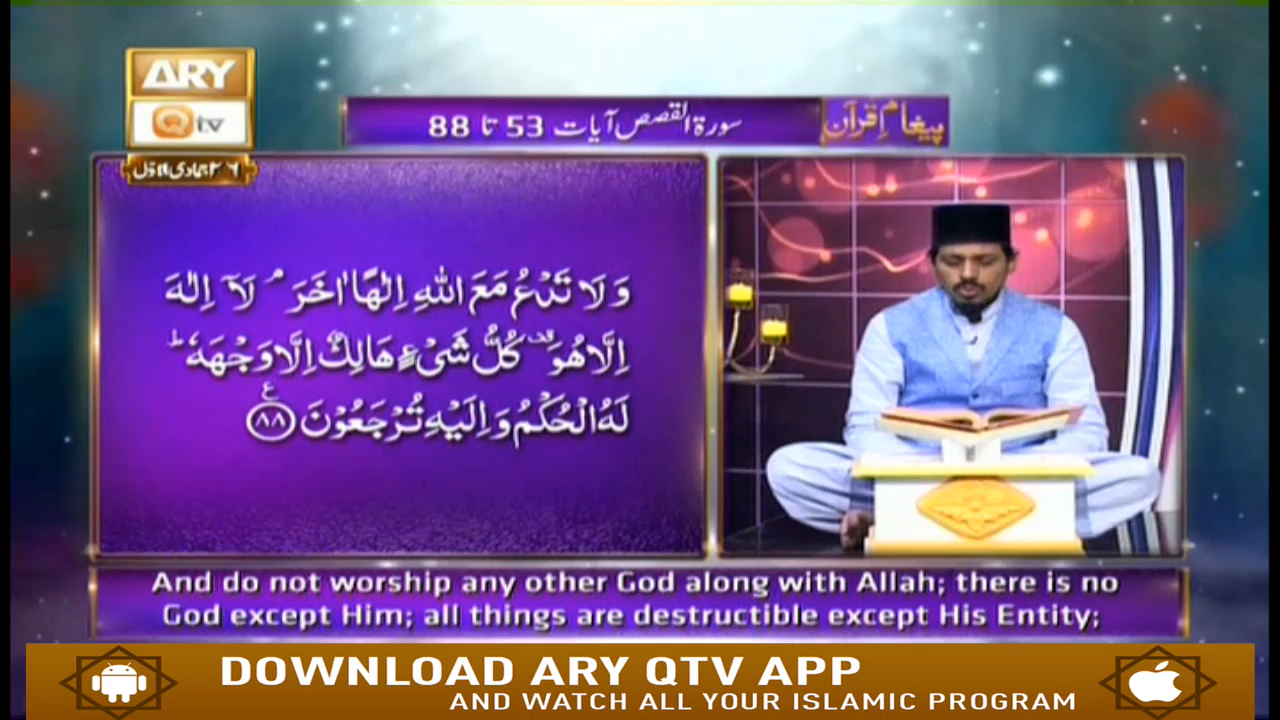 ARY
Qtv
سورۃ القصص آیات 53 تا 88
پیغامِ قرآن
وَلَا تَدْعُ مَعَ اللّٰهِ اِلٰهًا اٰخَرَ ۘ لَاۤ اِلٰهَ
اِلَّا هُوَ ۫ كُلُّ شَیْءٍ هَالِكٌ اِلَّا وَجْهَهٗ ؕ
لَهُ الْحُكْمُ وَ اِلَیْهِ تُرْجَعُوْنَ ﴿۸۸﴾ ع
And do not worship any other God along with Allah; there is no
God except Him; all things are destructible except His Entity;
DOWNLOAD ARY QTV APP
AND WATCH ALL YOUR ISLAMIC PROGRAM